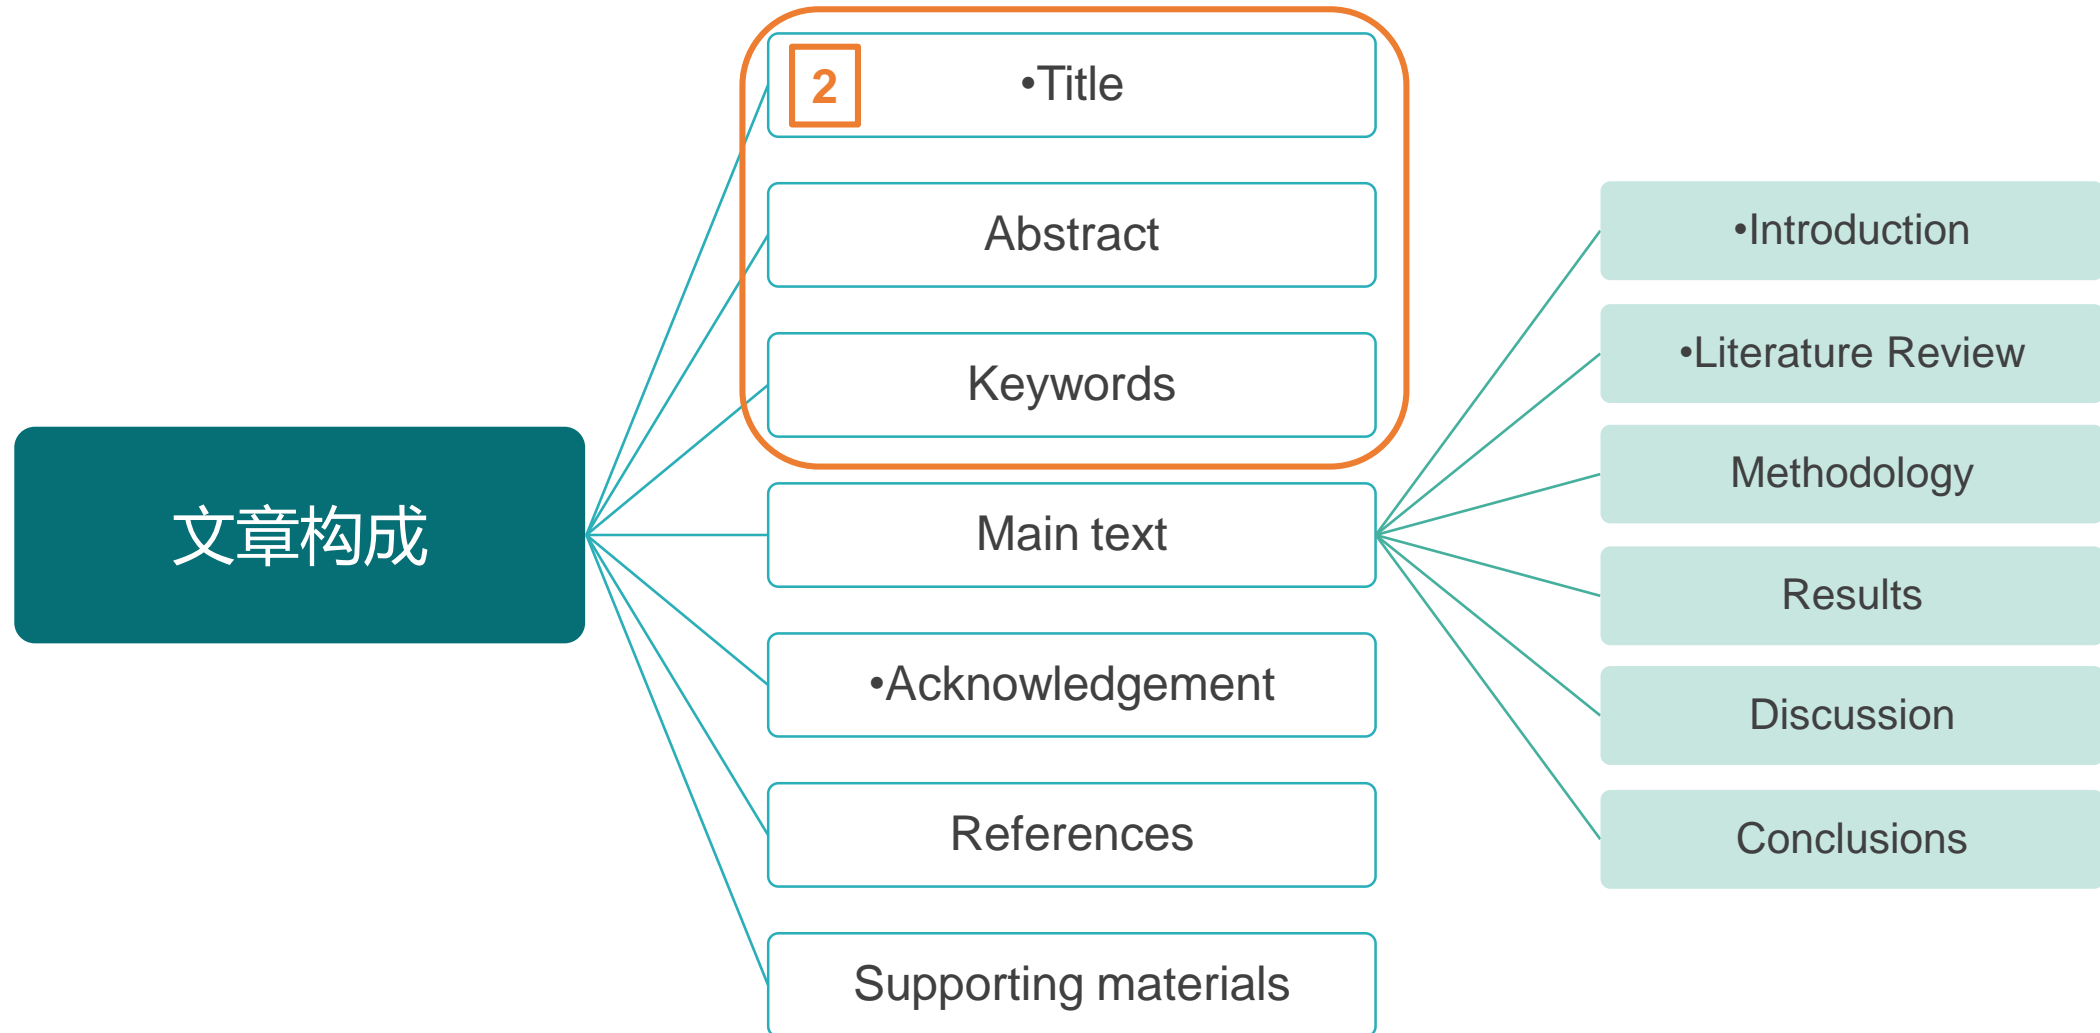 文章构成
2
•Title
Abstract
Keywords
Main text
•Acknowledgement
References
Supporting materials
•Introduction
•Literature Review
Methodology
Results
Discussion
Conclusions